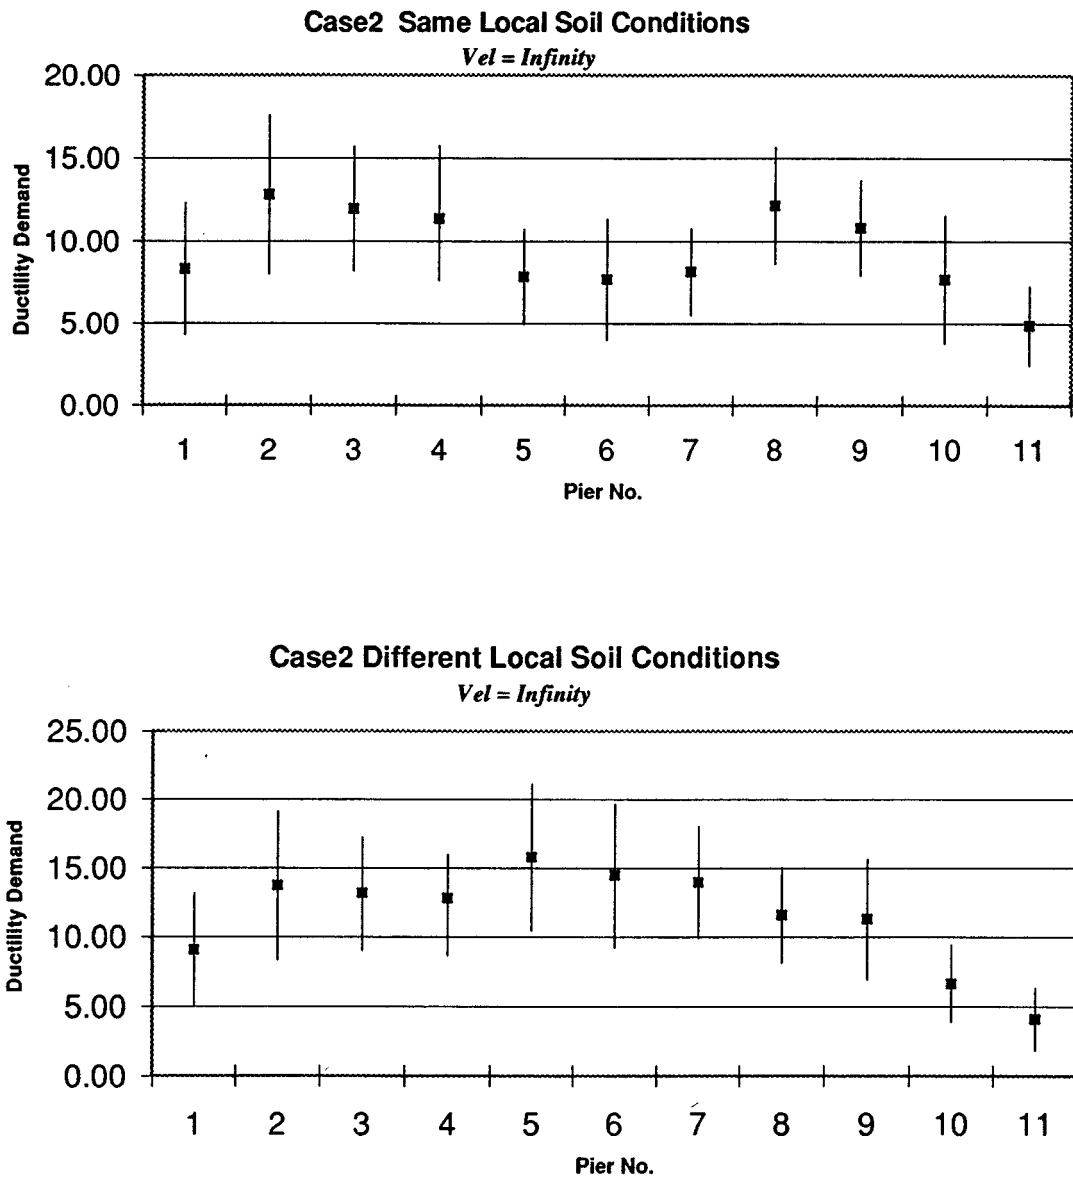 Case2 Same Local Soil Conditions
Vel = Infinity
20.00
15.00
10.00
5.00
0.00
Ductility Demand
1 2 3 4 5 6 7 8 9 10 11
Pier No.
Case2 Different Local Soil Conditions
Vel = Infinity
25.00
20.00
15.00
10.00
5.00
0.00
Ductility Demand
1 2 3 4 5 6 7 8 9 10 11
Pier No.